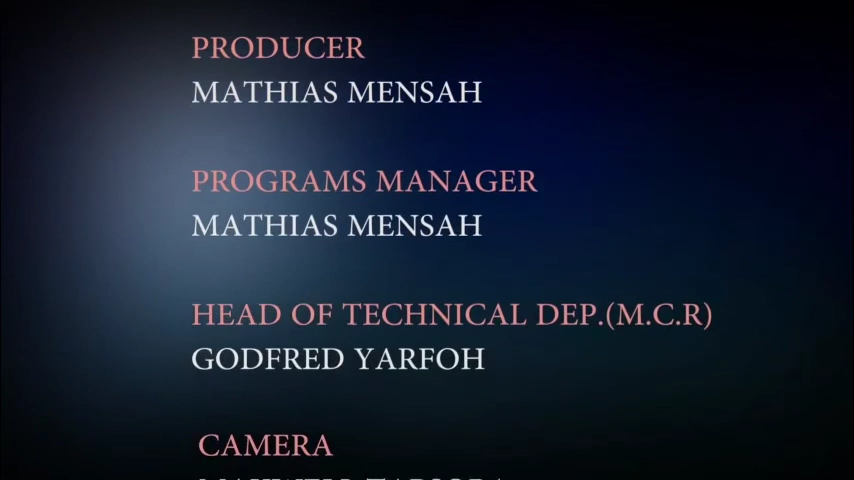 PRODUCER
MATHIAS MENSAH
PROGRAMS MANAGER
MATHIAS MENSAH
HEAD OF TECHNICAL DEP.(M.C.R)
GODFRED YARFOH
CAMERA